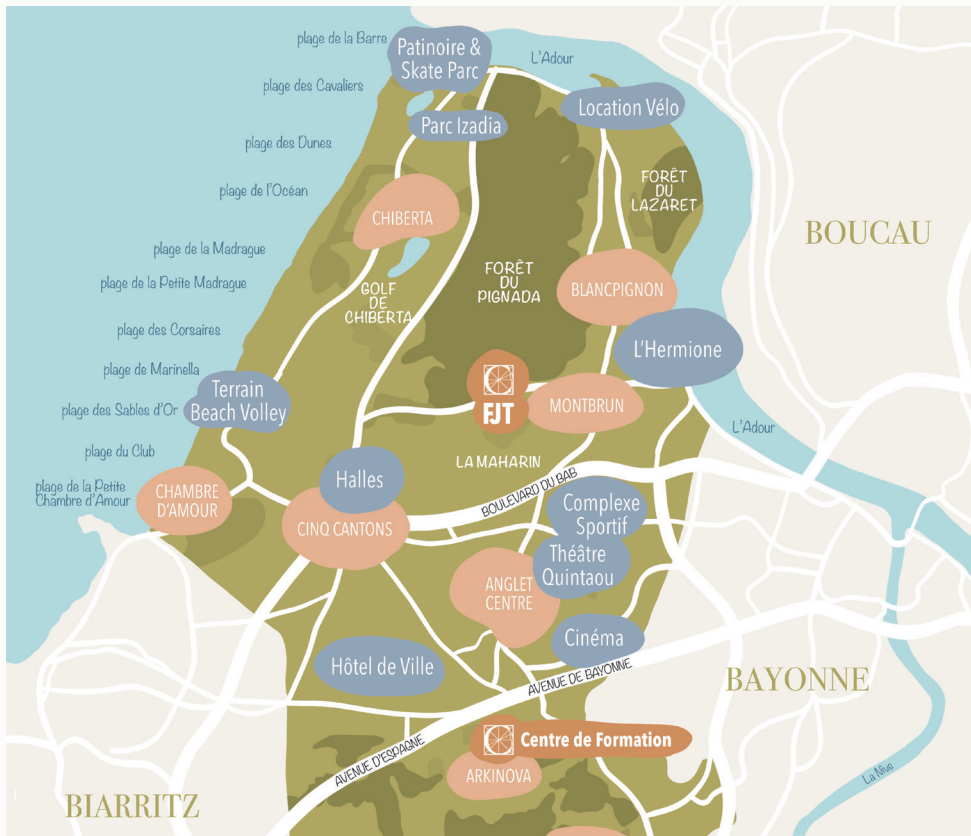 plage de la Barre
plage des Cavaliers
plage des Dunes
plage de l'Océan
plage de la Madrague
plage de la Petite Madrague
plage des Corsaires
plage de Marinella
plage des Sables d'Or
plage du Club
plage de la Petite
Chambre d'Amour
Patinoire &
Skate Parc
L'Adour
Parc Izadia
Location Vélo
FORÊT
DU
LAZARET
CHIBERTA
BOUCAU
FORÊT
DU
PIGNADA
GOLF
DE
CHIBERTA
BLANCPIGNON
L'Hermione
Terrain
Beach Volley
FJT
MONTBRUN
L'Adour
LA MAHARIN
Halles
BOULEVARD DU BAB
CHAMBRE
D'AMOUR
CINQ CANTONS
Complexe
Sportif
Théâtre
Quintaou
ANGLET
CENTRE
Cinéma
Hôtel de Ville
AVENUE DE BAYONNE
BAYONNE
Centre de Formation
AVENUE D'ESPAGNE
ARKINOVA
La Nive
BIARRITZ